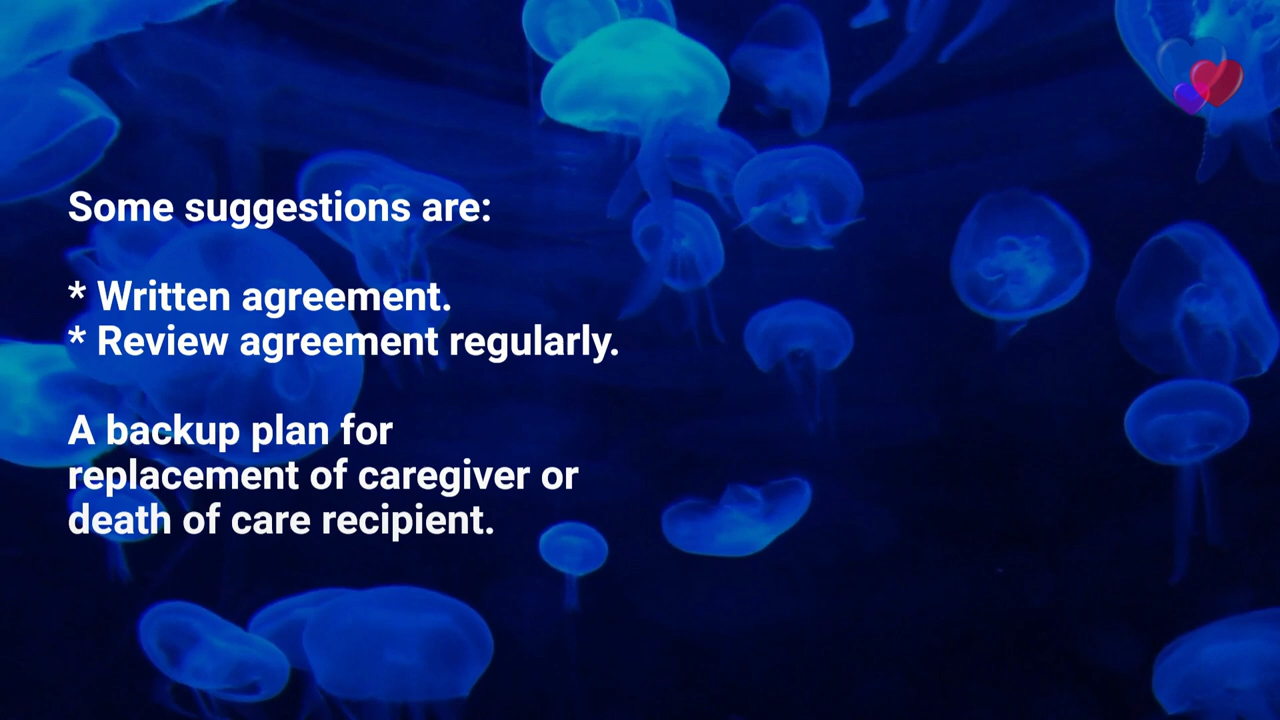 Some suggestions are:
* Written agreement.
* Review agreement regularly.
A backup plan for
replacement of caregiver or
death of care recipient.